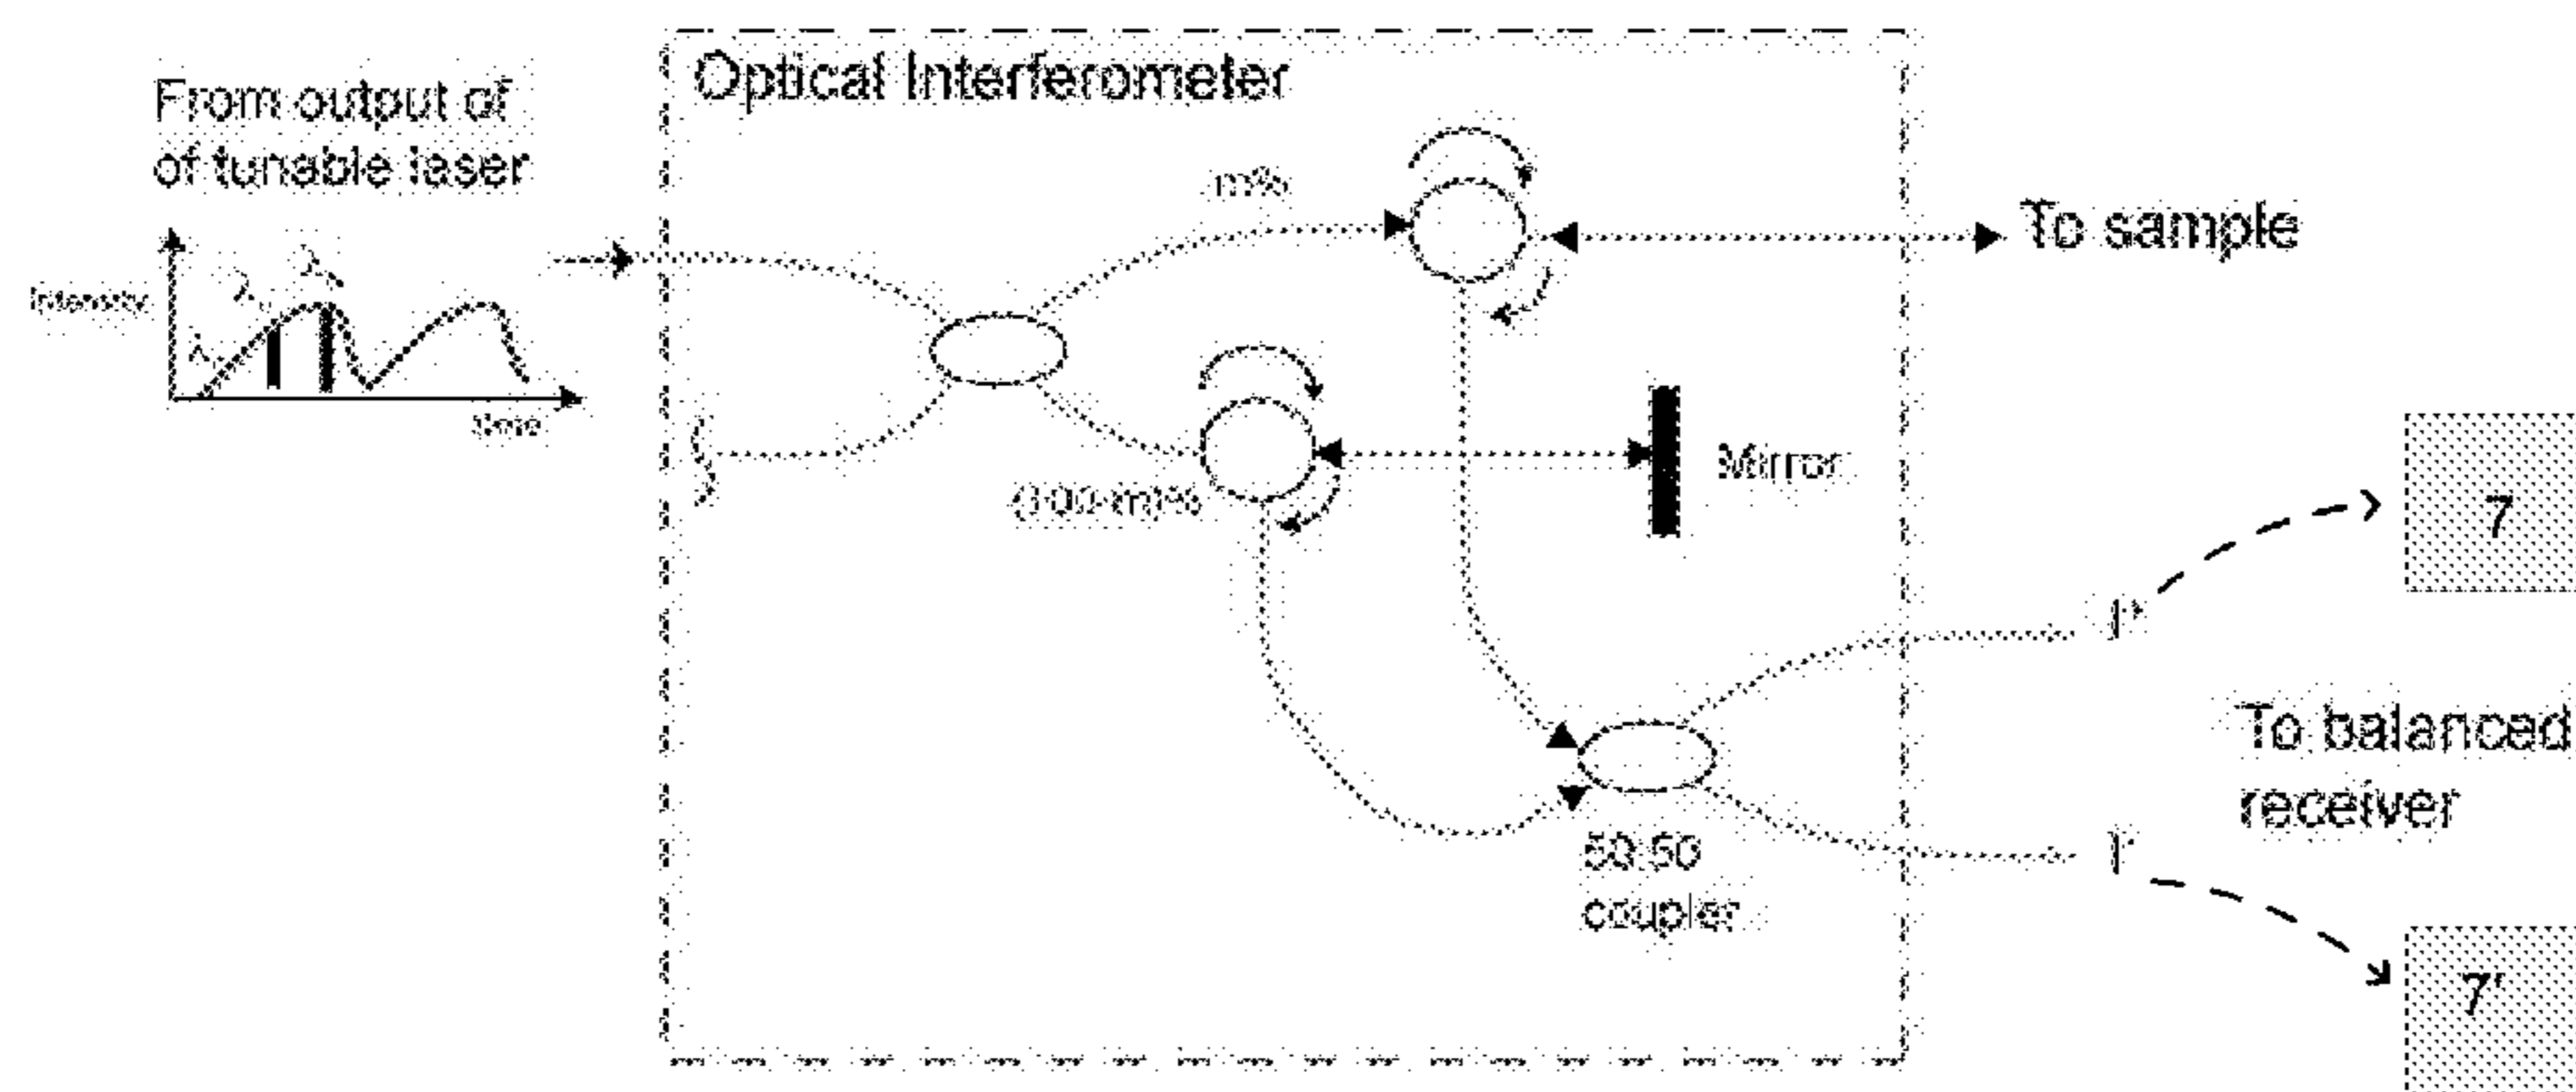 Optical Interferometer
From output of
of tunable laser
m%
To sample
Intensity
time
(100-m)%
Mirror
7
I+
To balanced
receiver
I-
50:50
coupler
7'